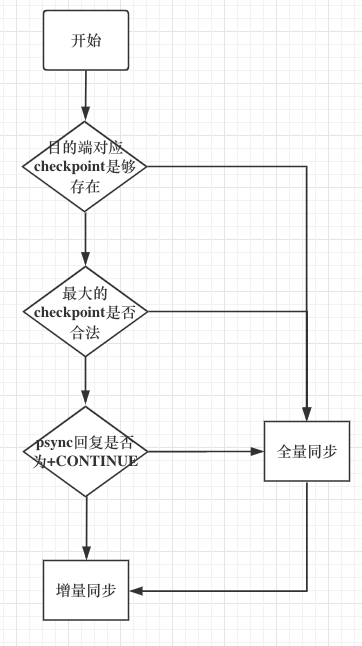 开始
目的端对应
checkpoint是够
存在
最大的
checkpoint是否
合法
psync回复是否
为+CONTINUE
全量同步
增量同步